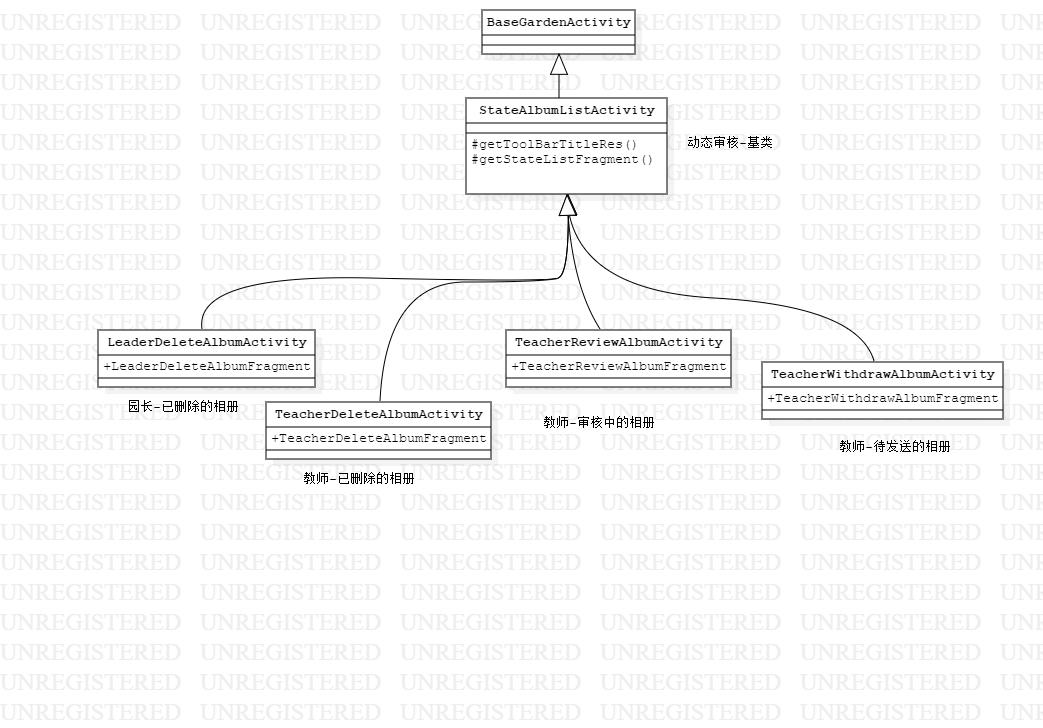 BaseGardenActivity
StateAlbumListActivity
#getToolBarTitleRes()
#getStateListFragment()
动态审核-基类
LeaderDeleteAlbumActivity
+LeaderDeleteAlbumFragment
园长-已删除的相册
TeacherDeleteAlbumActivity
+TeacherDeleteAlbumFragment
教师-已删除的相册
TeacherReviewAlbumActivity
+TeacherReviewAlbumFragment
教师-审核中的相册
TeacherWithdrawAlbumActivity
+TeacherWithdrawAlbumFragment
教师-待发送的相册
UNREGISTERED